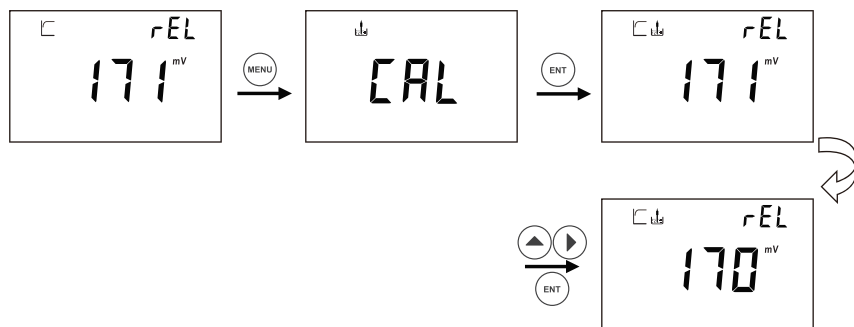 rEL
171 mV
MENU
CAL
ENT
rEL
171 mV
rEL
170 mV
ENT